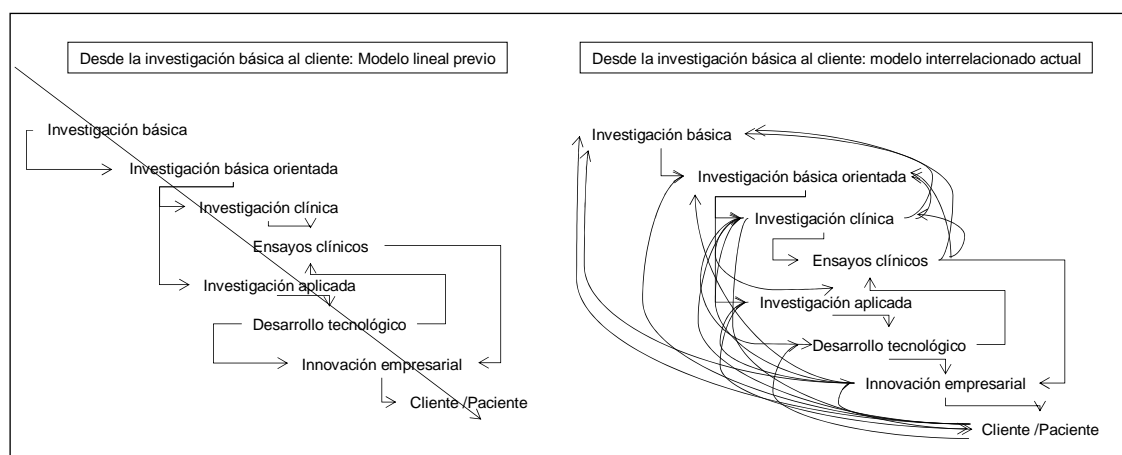 Desde la investigación básica al cliente: Modelo lineal previo
Investigación básica
Investigación básica orientada
Investigación clínica
Ensayos clínicos
Investigación aplicada
Desarrollo tecnológico
Innovación empresarial
Cliente /Paciente
Desde la investigación básica al cliente: modelo interrelacionado actual
Investigación básica
Investigación básica orientada
Investigación clínica
Ensayos clínicos
Investigación aplicada
Desarrollo tecnológico
Innovación empresarial
Cliente /Paciente